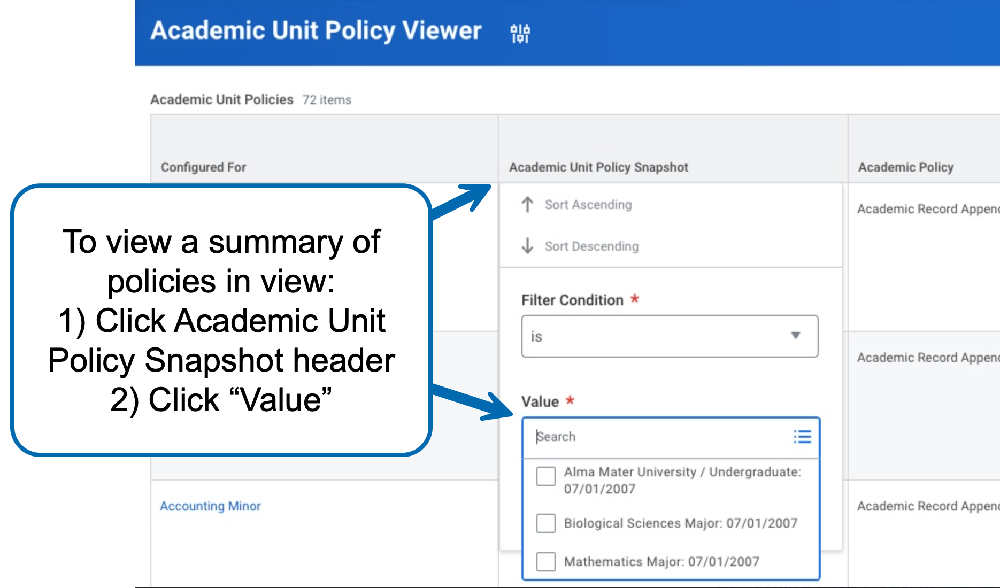 Academic Unit Policy Viewer
Academic Unit Policies 72 items
Configured For
Academic Unit Policy Snapshot
Academic Policy
To view a summary of
policies in view:
1) Click Academic Unit
Policy Snapshot header
2) Click “Value”
Sort Ascending
Sort Descending
Filter Condition *
is
Value *
Search
Alma Mater University / Undergraduate:
07/01/2007
Biological Sciences Major: 07/01/2007
Mathematics Major: 07/01/2007
Academic Record Appen
Academic Record Appen
Accounting Minor
Academic Record Appen